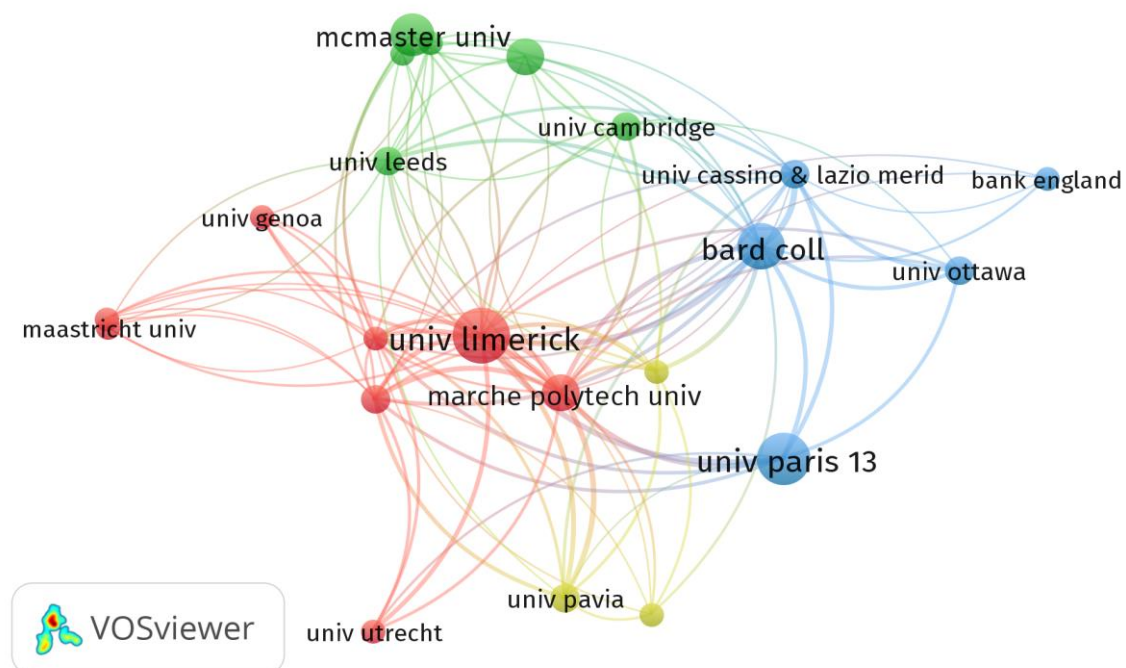 mcmaster univ
univ cambridge
univ leeds
univ cassino & lazio merid
bank england
univ genoa
bard coll
univ ottawa
maastricht univ
univ limerick
marche polytech univ
univ paris 13
univ pavia
univ utrecht
VOSviewer